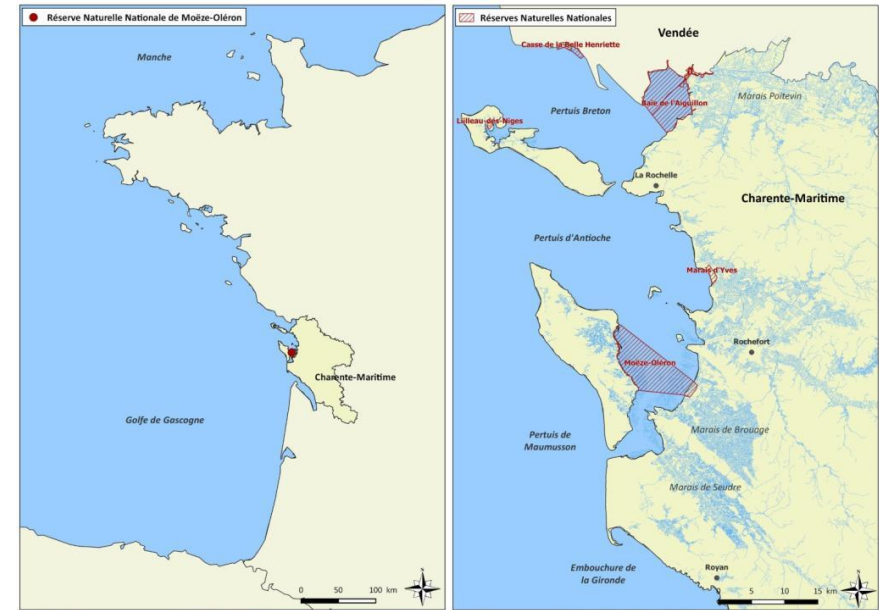 Réserve Naturelle Nationale de Moëze-Oléron
Manche
Charente-Maritime
Golfe de Gascogne
0 50 100 km
Réserves Naturelles Nationales
Vendée
Casse de la Belle Henriette
Marais Poitevin
Baie de l'Aiguillon
Pertuis Breton
Lilleau-des-Niges
La Rochelle
Charente-Maritime
Pertuis d'Antioche
Marais d'Yves
Rochefort
Moëze-Oléron
Marais de Brouage
Pertuis de
Maumusson
Marais de Seudre
Embouchure de
la Gironde
Royan
0 5 10 15 km